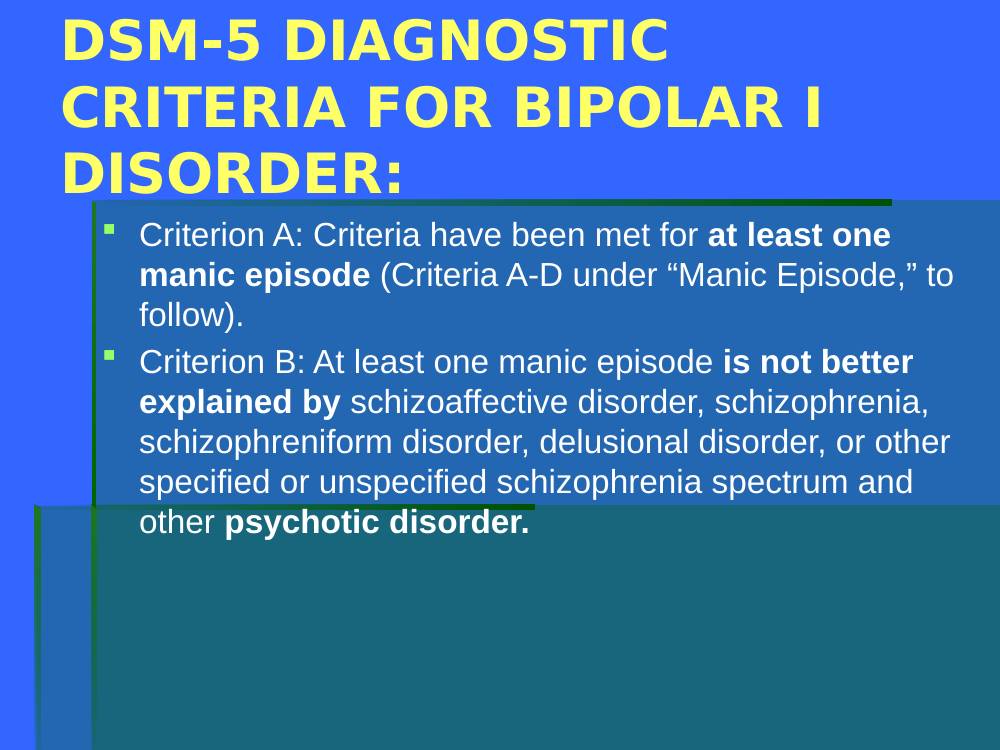 DSM-5 DIAGNOSTIC
CRITERIA FOR BIPOLAR I
DISORDER:
▪ Criterion A: Criteria have been met for at least one
manic episode (Criteria A-D under “Manic Episode,” to
follow).
▪ Criterion B: At least one manic episode is not better
explained by schizoaffective disorder, schizophrenia,
schizophreniform disorder, delusional disorder, or other
specified or unspecified schizophrenia spectrum and
other psychotic disorder.